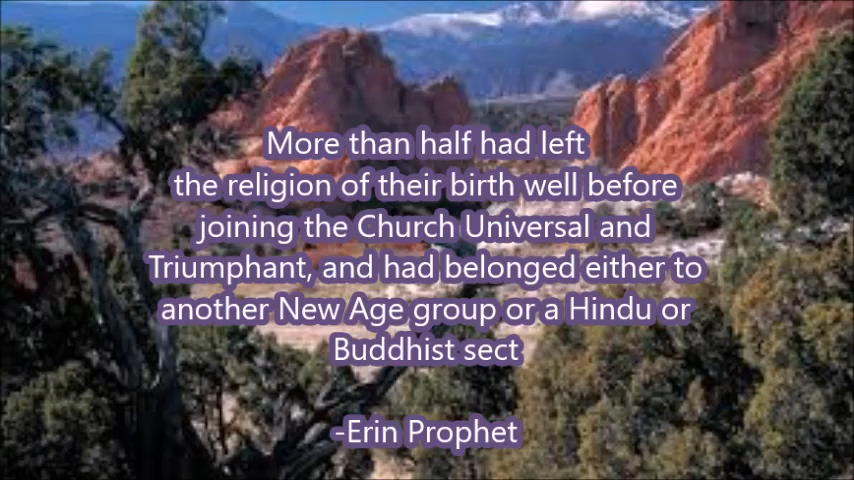 More than half had left
the religion of their birth well before
joining the Church Universal and
Triumphant, and had belonged either to
another New Age group or a Hindu or
Buddhist sect
-Erin Prophet